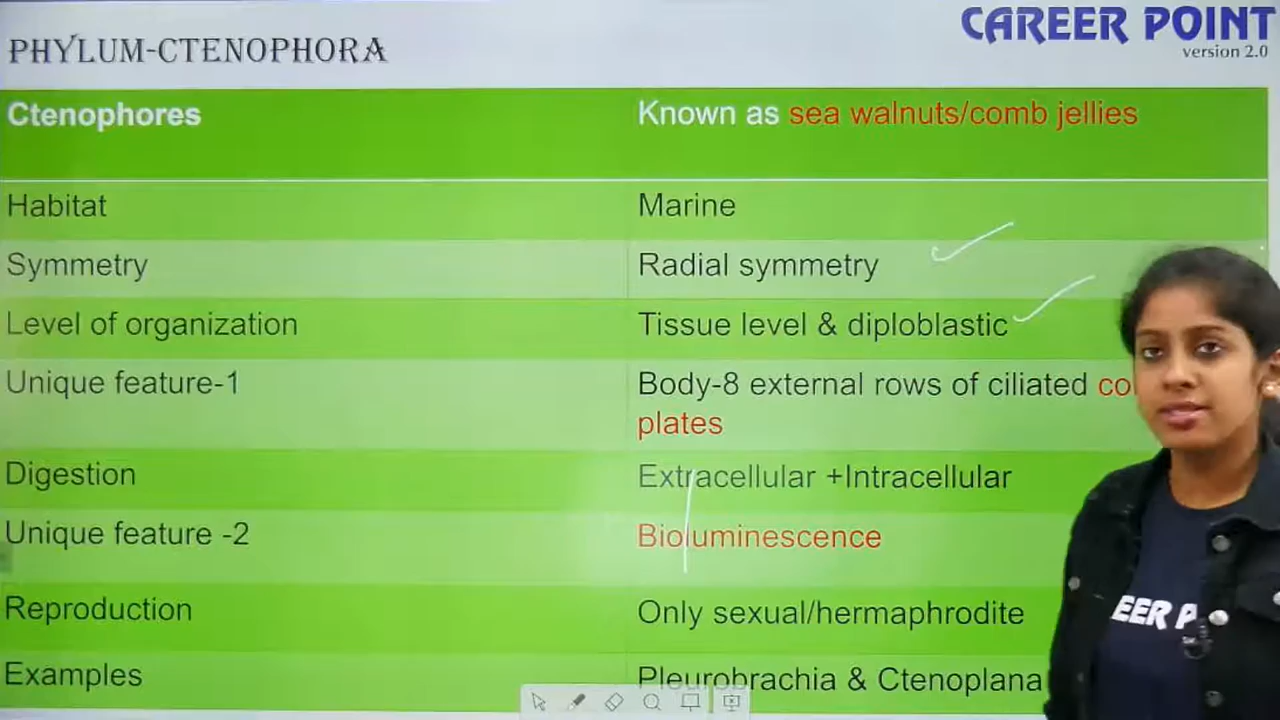 CAREER POINT
version 2.0
PHYLUM-CTENOPHORA
Ctenophores Known as sea walnuts/comb jellies
Habitat Marine
Symmetry Radial symmetry
Level of organization Tissue level & diploblastic
Unique feature-1 Body-8 external rows of ciliated
plates
Digestion Extracellular +Intracellular
Unique feature -2 Bioluminescence
Reproduction Only sexual/hermaphrodite
Examples Pleurobrachia & Ctenoplana
EER P